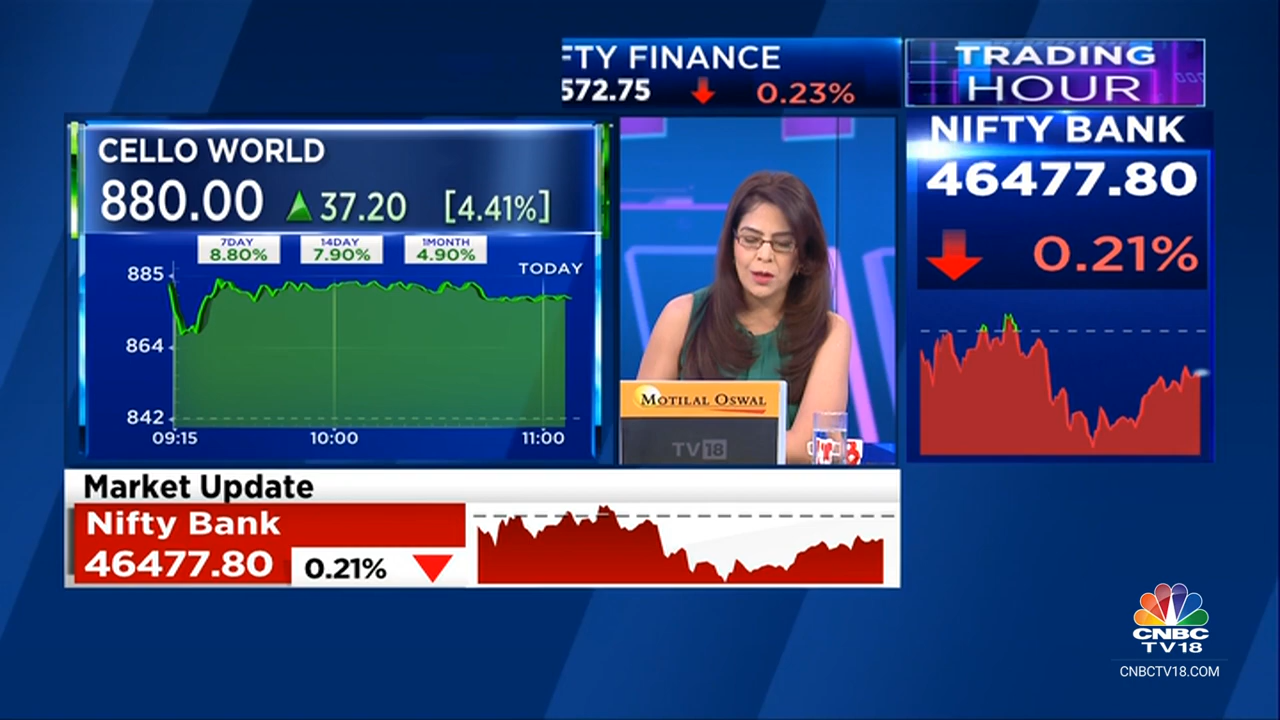 FTY FINANCE
572.75 0.23%
TRADING
HOUR
CELLO WORLD
880.00 37.20 [4.41%]
7DAY
8.80%
14DAY
7.90%
1MONTH
4.90%
TODAY
885
864
842
09:15 10:00 11:00
MOTILAL OSWAL
TV18
NIFTY BANK
46477.80
0.21%
Market Update
Nifty Bank
46477.80 0.21%
CNBC
TV18
CNBCTV18.COM